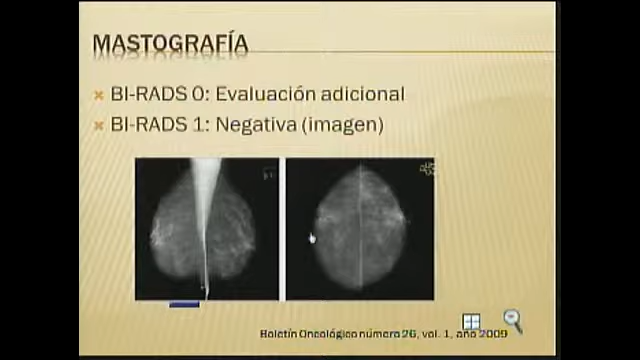 MASTOGRAFÍA
BI-RADS 0: Evaluación adicional
BI-RADS 1: Negativa (imagen)
Boletín Oncológico número 26, vol. 1, año 2009